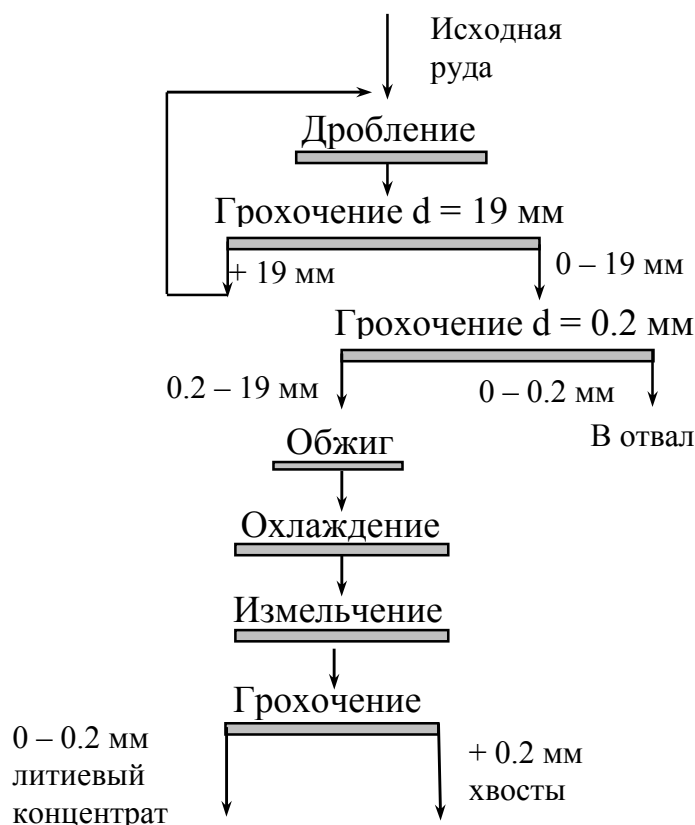 Исходная
руда
Дробление
Грохочение d = 19 мм
+ 19 мм
0 – 19 мм
Грохочение d = 0.2 мм
0.2 – 19 мм
0 – 0.2 мм
В отвал
Обжиг
Охлаждение
Измельчение
Грохочение
0 – 0.2 мм
литиевый
концентрат
+ 0.2 мм
хвосты